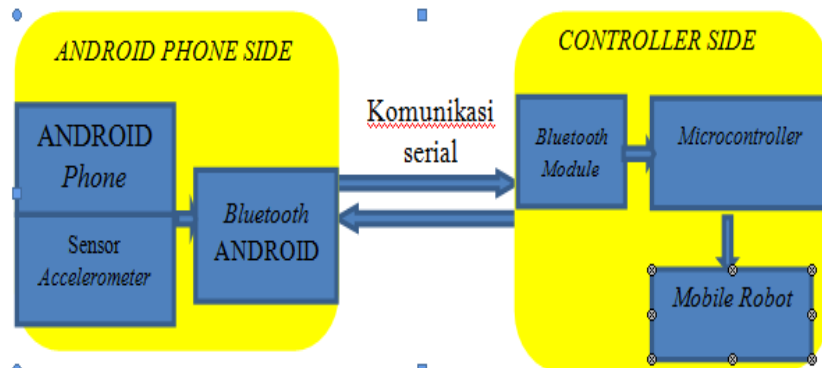 ANDROID PHONE SIDE
ANDROID
Phone
Sensor
Accelerometer
Bluetooth
ANDROID
Komunikasi
serial
CONTROLLER SIDE
Bluetooth
Module
Microcontroller
Mobile Robot